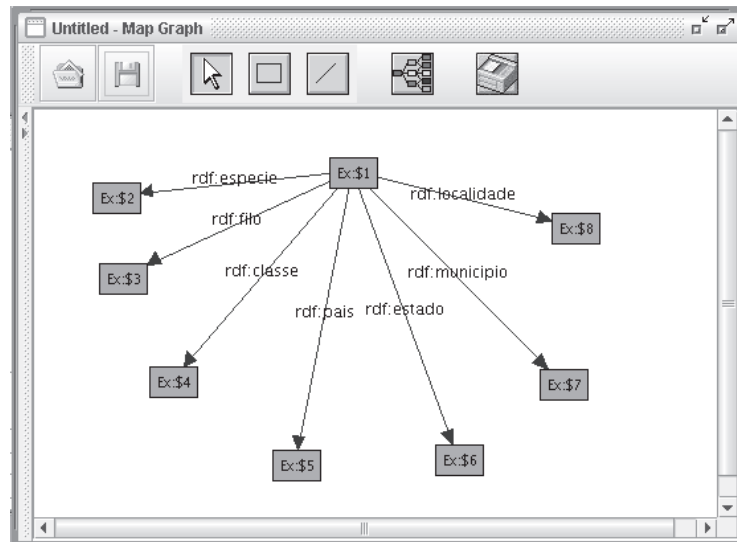 Untitled - Map Graph
Ex:$1
rdf:especie
rdf:localidade
Ex:$2
rdf:filo
Ex:$8
Ex:$3
rdf:classe
rdf:municipio
rdf:pais
rdf:estado
Ex:$4
Ex:$7
Ex:$5
Ex:$6